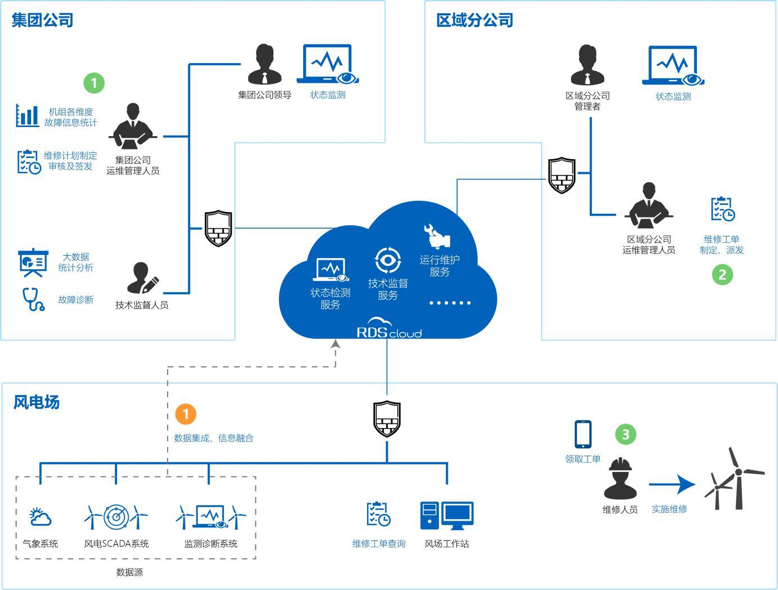 集团公司
集团公司领导
状态监测
1
机组各维度
故障信息统计
维修计划制定
审核及签发
集团公司
运维管理人员
大数据
统计分析
故障诊断
技术监督人员
区域分公司
区域分公司
管理者
状态监测
区域分公司
运维管理人员
维修工单
制定、派发
2
状态检测
服务
技术监督
服务
运行维护
服务
......
RDScloud
风电场
1
数据集成、信息融合
气象系统
风电SCADA系统
监测诊断系统
数据源
维修工单查询
风场工作站
领取工单
3
维修人员
实施维修